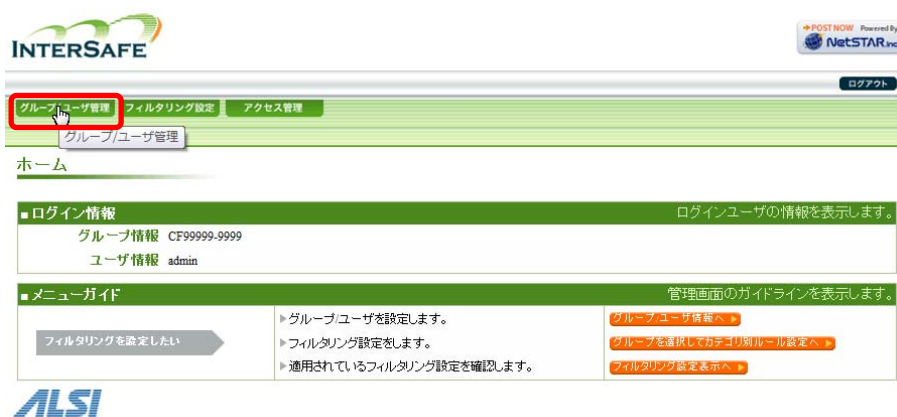 INTERSAFE
POST NOW Powered By
NetSTAR.inc
ログアウト
グループ/ユーザ管理 フィルタリング設定 アクセス管理
グループ/ユーザ管理
ホーム
■ログイン情報 ログインユーザの情報を表示します。
グループ情報 CF99999-9999
ユーザ情報 admin
■メニューガイド 管理画面のガイドラインを表示します。
フィルタリングを設定したい
グループ/ユーザを設定します。 グループ/ユーザ情報へ
フィルタリング設定をします。 グループを選択してカテゴリ別ルール設定へ
適用されているフィルタリング設定を確認します。 フィルタリング設定表示へ
ALSI